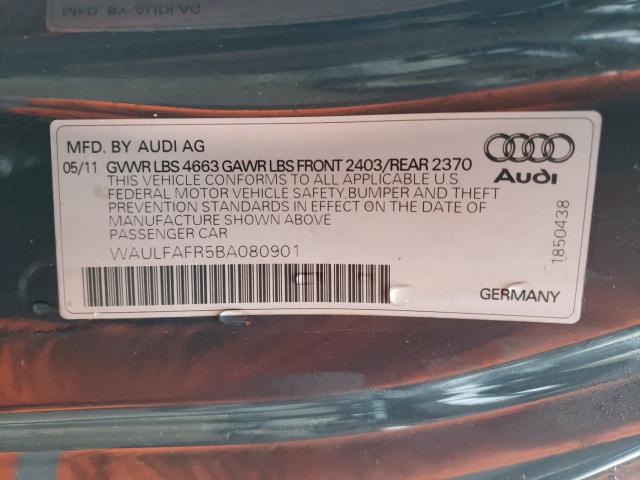 MFD. BY AUDI AG
05/11 GVWR LBS 4663 GAWR LBS FRONT 2403/REAR 2370
THIS VEHICLE CONFORMS TO ALL APPLICABLE U S
FEDERAL MOTOR VEHICLE SAFETY,BUMPER AND THEFT
PREVENTION STANDARDS IN EFFECT ON THE DATE OF
MANUFACTURE SHOWN ABOVE
PASSENGER CAR
WAULFAFR5BA080901
Audi
1850438
GERMANY